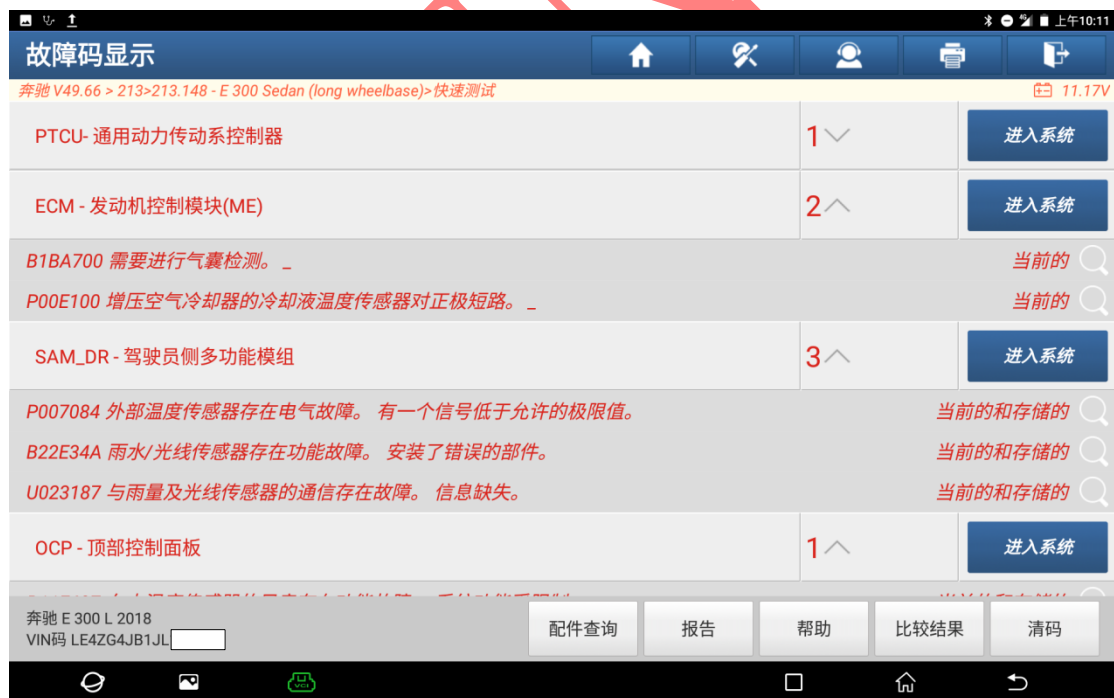 上午10:11
故障码显示
奔驰 V49.66 > 213>213.148 - E 300 Sedan (long wheelbase)>快速测试 11.17V
PTCU- 通用动力传动系控制器 1 进入系统
ECM - 发动机控制模块(ME) 2 进入系统
B1BA700 需要进行气囊检测。 _ 当前的
P00E100 增压空气冷却器的冷却液温度传感器对正极短路。 _ 当前的
SAM_DR - 驾驶员侧多功能模组 3 进入系统
P007084 外部温度传感器存在电气故障。 有一个信号低于允许的极限值。 当前的和存储的
B22E34A 雨水/光线传感器存在功能故障。 安装了错误的部件。 当前的和存储的
U023187 与雨量及光线传感器的通信存在故障。 信息缺失。 当前的和存储的
OCP - 顶部控制面板 1 进入系统
奔驰 E 300 L 2018
VIN码 LE4ZG4JB1JL
配件查询 报告 帮助 比较结果 清码
VCI